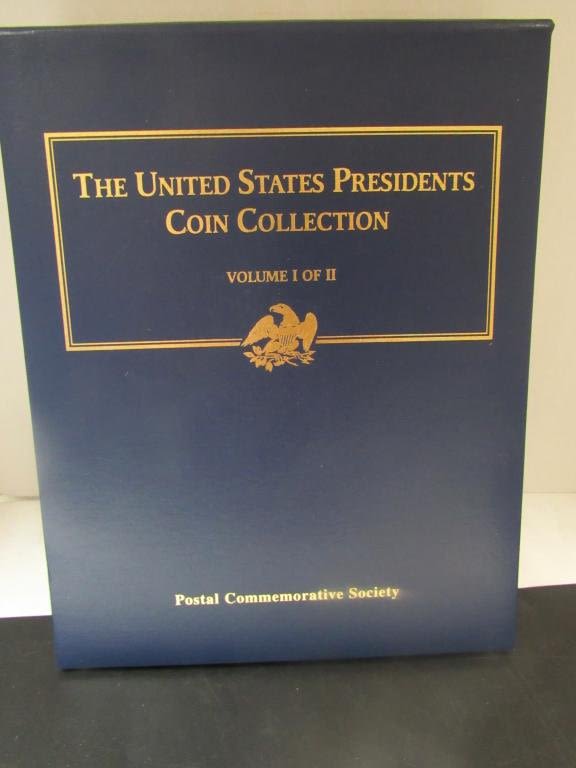 THE UNITED STATES PRESIDENTS
COIN COLLECTION
VOLUME I OF II
Postal Commemorative Society